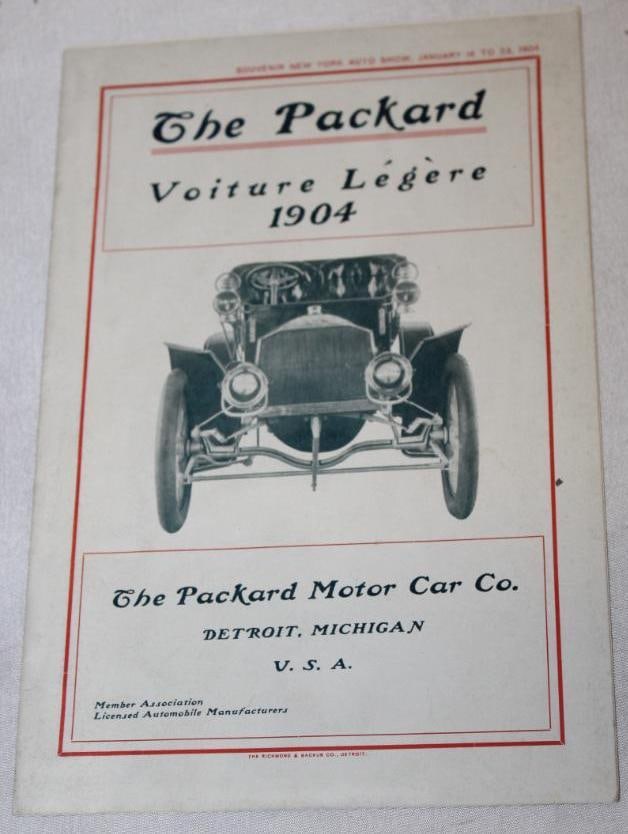 SOUVENIR NEW YORK AUTO SHOW, JANUARY 16 TO 23, 1904
The Packard
Voiture Légère
1904
The Packard Motor Car Co.
DETROIT, MICHIGAN
U. S. A.
Member Association
Licensed Automobile Manufacturers
THE RICHMOND & BACKUS CO., DETROIT.